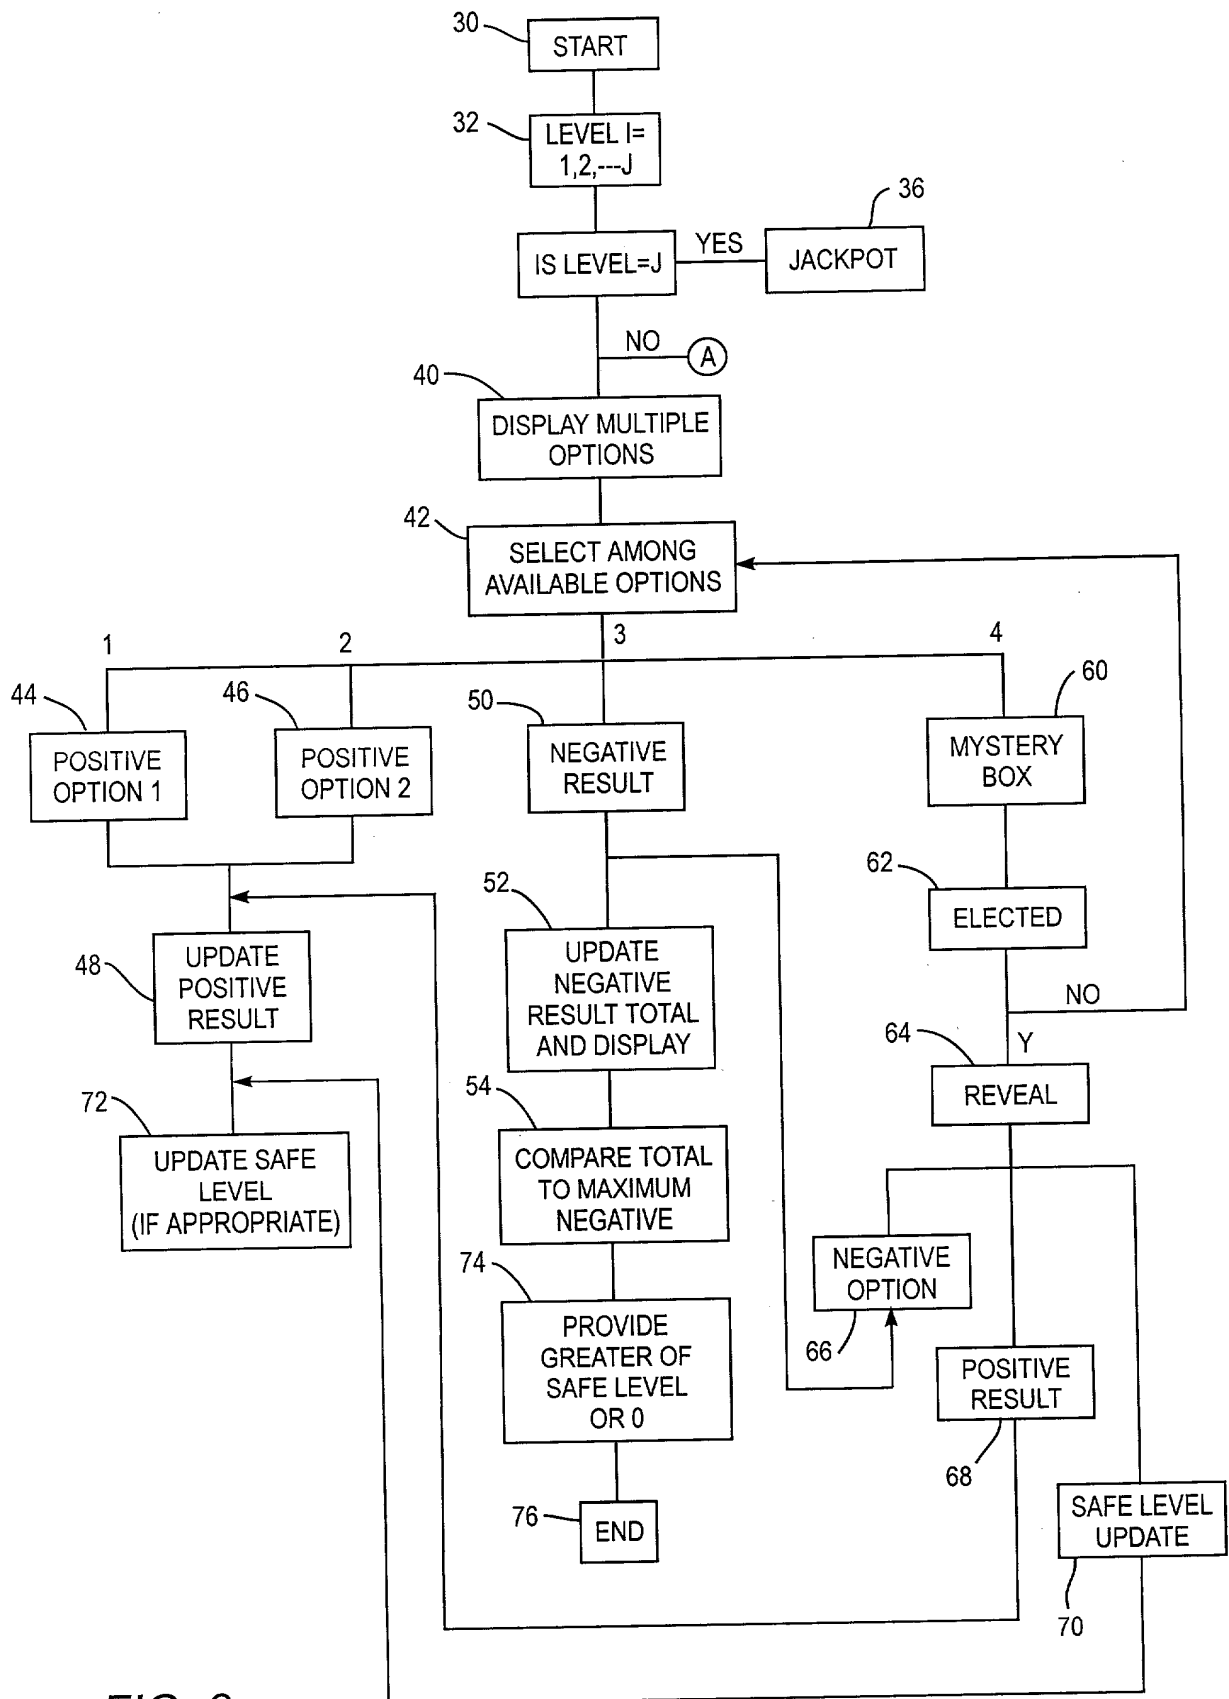 30
START
32
LEVEL I=
1,2,---J
36
IS LEVEL=J
YES
JACKPOT
NO
A
40
DISPLAY MULTIPLE
OPTIONS
42
SELECT AMONG
AVAILABLE OPTIONS
1
2
3
4
44
POSITIVE
OPTION 1
46
POSITIVE
OPTION 2
50
NEGATIVE
RESULT
60
MYSTERY
BOX
62
ELECTED
NO
Y
48
UPDATE
POSITIVE
RESULT
52
UPDATE
NEGATIVE
RESULT TOTAL
AND DISPLAY
64
REVEAL
72
UPDATE SAFE
LEVEL
(IF APPROPRIATE)
54
COMPARE TOTAL
TO MAXIMUM
NEGATIVE
NEGATIVE
OPTION
66
74
PROVIDE
GREATER OF
SAFE LEVEL
OR 0
POSITIVE
RESULT
68
76
END
SAFE LEVEL
UPDATE
70